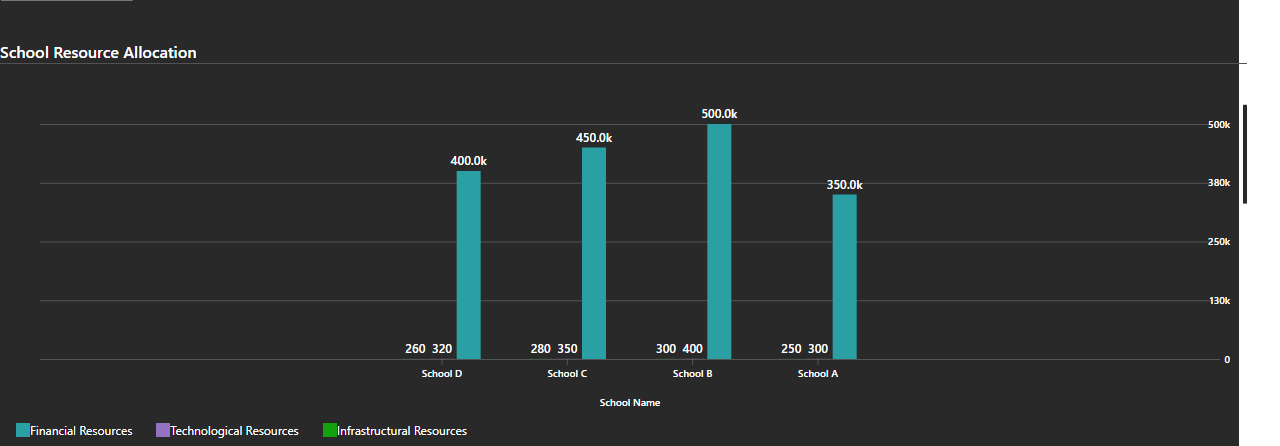 School Resource Allocation
500.0k
450.0k
400.0k
350.0k
500k
380k
250k
130k
0
260 320 280 350 300 400 250 300
School D School C School B School A
School Name
Financial Resources Technological Resources Infrastructural Resources